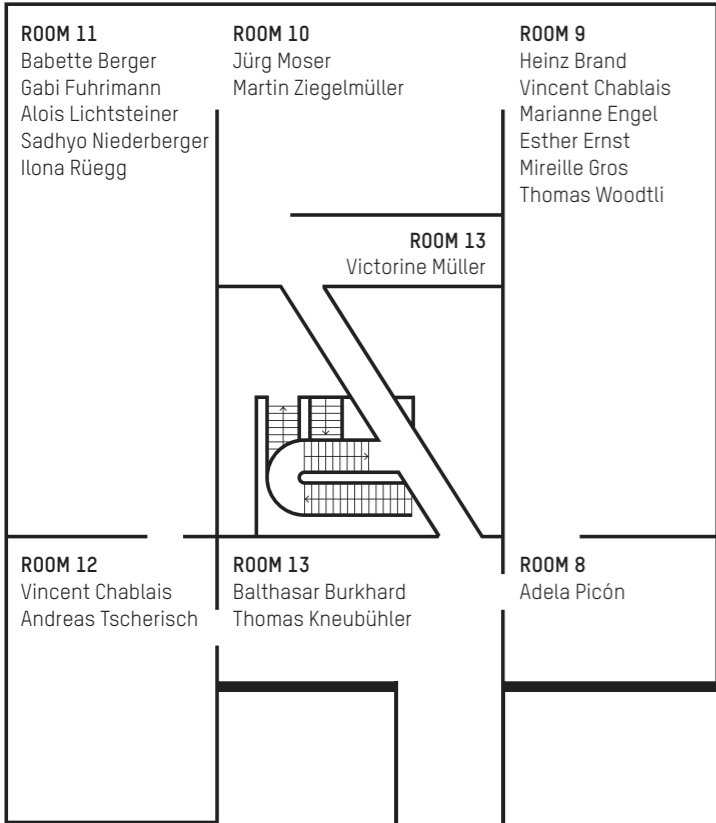 ROOM 11
Babette Berger
Gabi Fuhrimann
Alois Lichtsteiner
Sadhyo Niederberger
Ilona Rüegg
ROOM 10
Jürg Moser
Martin Ziegelmüller
ROOM 9
Heinz Brand
Vincent Chablais
Marianne Engel
Esther Ernst
Mireille Gros
Thomas Woodtli
ROOM 13
Victorine Müller
ROOM 12
Vincent Chablais
Andreas Tscherisch
ROOM 13
Balthasar Burkhard
Thomas Kneubühler
ROOM 8
Adela Picón